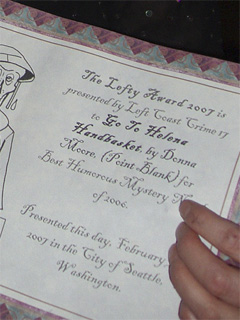 The Lefty Award 2007 is
presented by Left Coast Crime 17
to Go To Helena
Handbasket, by Donna
Moore, (Point Blank) for
Best Humorous Mystery
of 2006.
Presented this day, February,
2007 in the City of Seattle,
Washington.